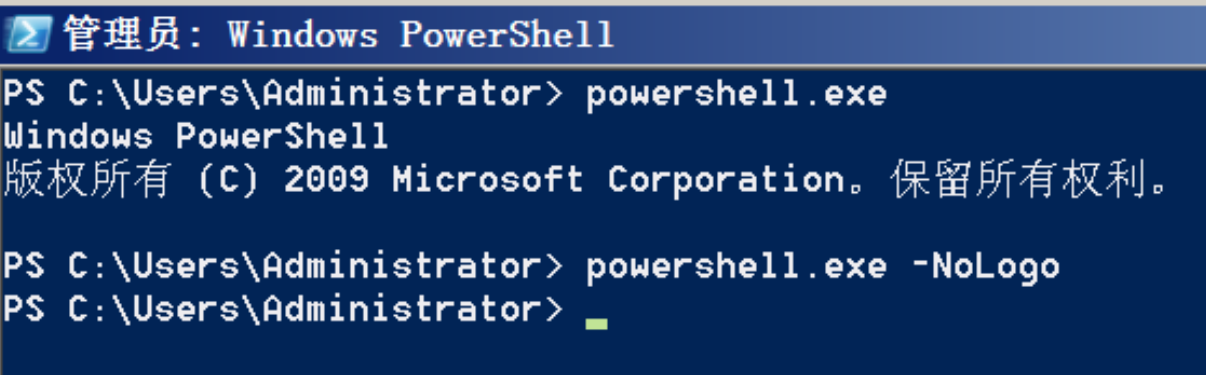 管理员: Windows PowerShell
PS C:\Users\Administrator> powershell.exe
Windows PowerShell
版权所有 (C) 2009 Microsoft Corporation。保留所有权利。
PS C:\Users\Administrator> powershell.exe -NoLogo
PS C:\Users\Administrator> _